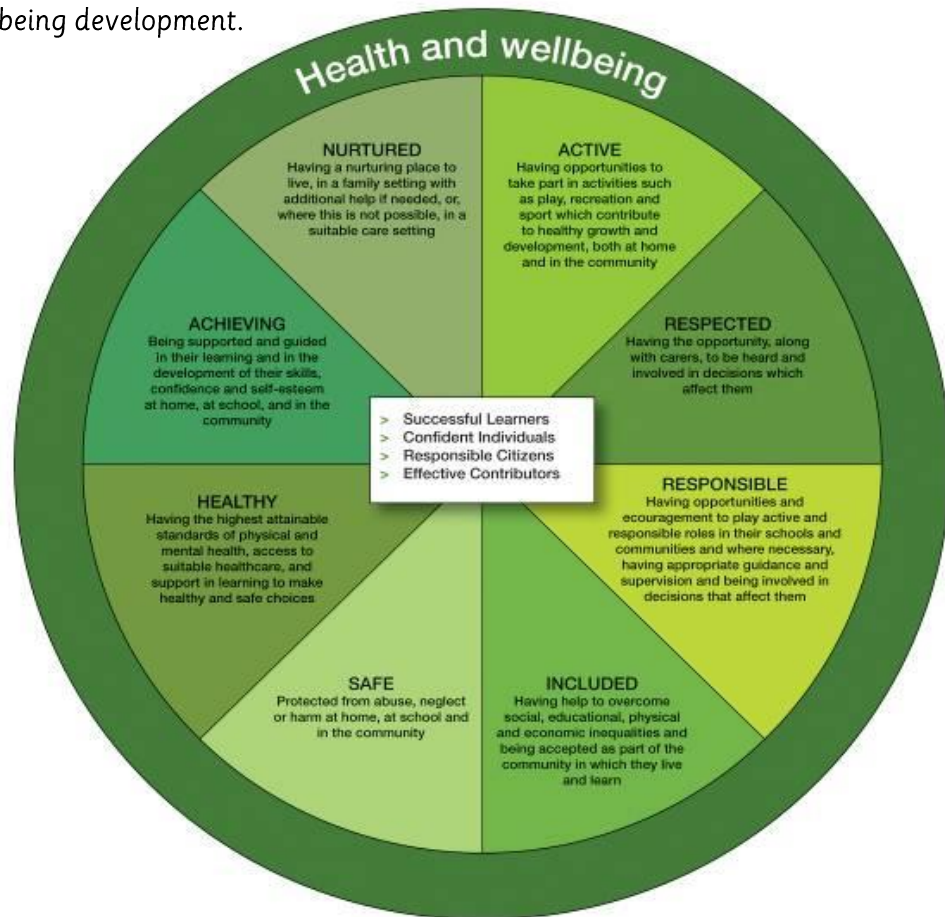 being development.
Health and wellbeing
NURTURED
Having a nurturing place to
live, in a family setting with
additional help if needed, or,
where this is not possible, in a
suitable care setting
ACTIVE
Having opportunities to
take part in activities such
as play, recreation and
sport which contribute
to healthy growth and
development, both at home
and in the community
ACHIEVING
Being supported and guided
in their learning and in the
development of their skills,
confidence and self-esteem
at home, at school, and in the
community
RESPECTED
Having the opportunity, along
with carers, to be heard and
involved in decisions which
affect them
> Successful Learners
> Confident Individuals
> Responsible Citizens
> Effective Contributors
HEALTHY
Having the highest attainable
standards of physical and
mental health, access to
suitable healthcare, and
support in learning to make
healthy and safe choices
RESPONSIBLE
Having opportunities and
ecouragement to play active and
responsible roles in their schools and
communities and where necessary,
having appropriate guidance and
supervision and being involved in
decisions that affect them
SAFE
Protected from abuse, neglect
or harm at home, at school and
in the community
INCLUDED
Having help to overcome
social, educational, physical
and economic inequalities and
being accepted as part of the
community in which they live
and learn